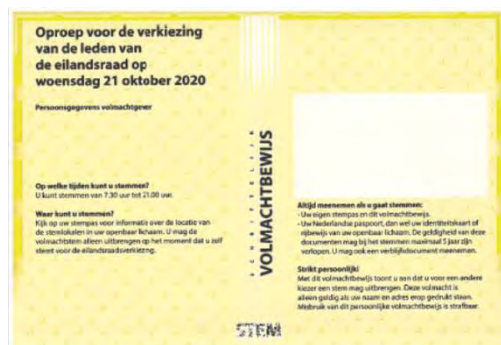 Oproep voor de verkiezing
van de leden van
de eilandsraad op
woensdag 21 oktober 2020
Persoonsgegevens volmachtgever
Op welke tijden kunt u stemmen?
U kunt stemmen van 7.30 uur tot 21.00 uur.
Waar kunt u stemmen?
Kijk op uw stempas voor informatie over de locatie van
de stemlokalen in uw openbaar lichaam. U mag de
volmachtstem alleen uitbrengen op het moment dat u zelf
stemt voor de eilandsraadsverkiezing.
SCHRIFTELIJK
VOLMACHTBEWIJS
Altijd meenemen als u gaat stemmen:
- Uw eigen stempas en dit volmachtbewijs.
- Uw Nederlandse paspoort, dan wel uw identiteitskaart of
rijbewijs van uw openbaar lichaam. De geldigheid van deze
documenten mag bij het stemmen maximaal 5 jaar zijn
verlopen. U mag ook een verblijfsdocument meenemen.
Strikt persoonlijk!
Met dit volmachtbewijs toont u aan dat u voor een andere
kiezer een stem mag uitbrengen. Deze volmacht is
alleen geldig als uw naam en adres erop gedrukt staan.
Misbruik van dit persoonlijke volmachtbewijs is strafbaar.
STEM